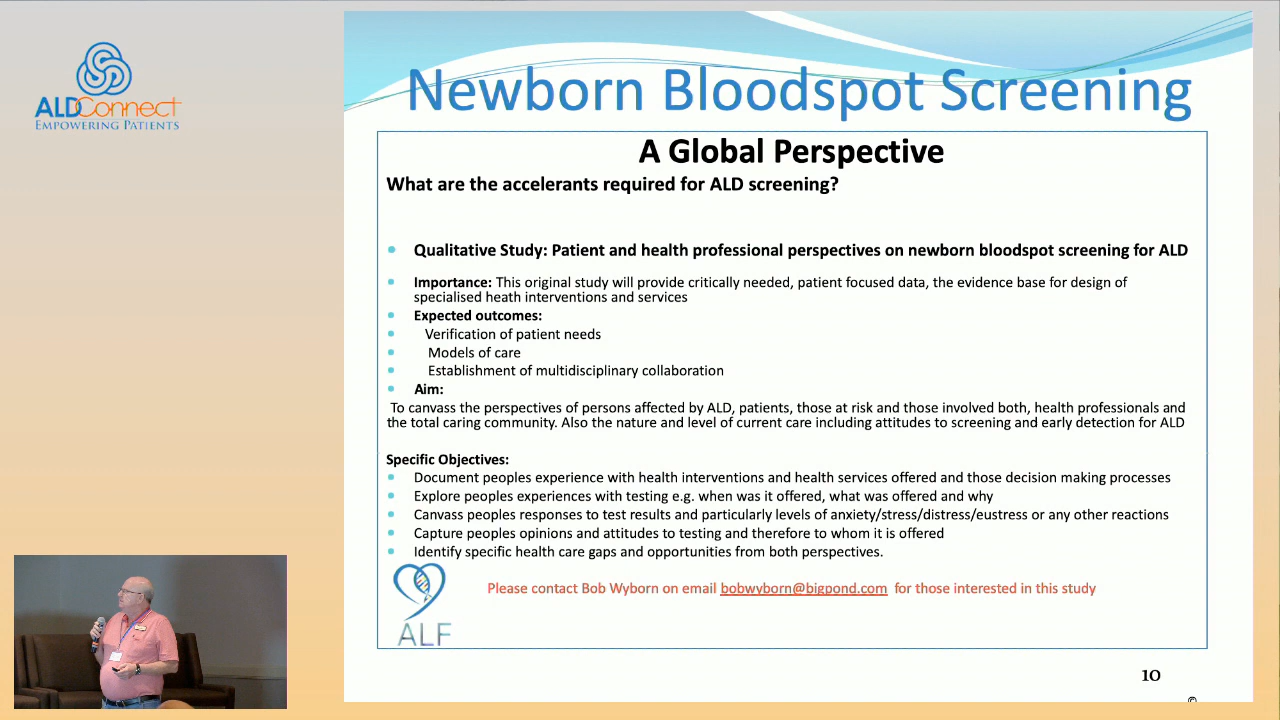 ALDConnect
EMPOWERING PATIENTS
Newborn Bloodspot Screening
A Global Perspective
What are the accelerants required for ALD screening?
• Qualitative Study: Patient and health professional perspectives on newborn bloodspot screening for ALD
• Importance: This original study will provide critically needed, patient focused data, the evidence base for design of
specialised heath interventions and services
• Expected outcomes:
• Verification of patient needs
• Models of care
• Establishment of multidisciplinary collaboration
• Aim:
To canvass the perspectives of persons affected by ALD, patients, those at risk and those involved both, health professionals and
the total caring community. Also the nature and level of current care including attitudes to screening and early detection for ALD
Specific Objectives:
• Document peoples experience with health interventions and health services offered and those decision making processes
• Explore peoples experiences with testing e.g. when was it offered, what was offered and why
• Canvass peoples responses to test results and particularly levels of anxiety/stress/distress/eustress or any other reactions
• Capture peoples opinions and attitudes to testing and therefore to whom it is offered
• Identify specific health care gaps and opportunities from both perspectives.
Please contact Bob Wyborn on email bobwyborn@bigpond.com for those interested in this study
ALF
10
©